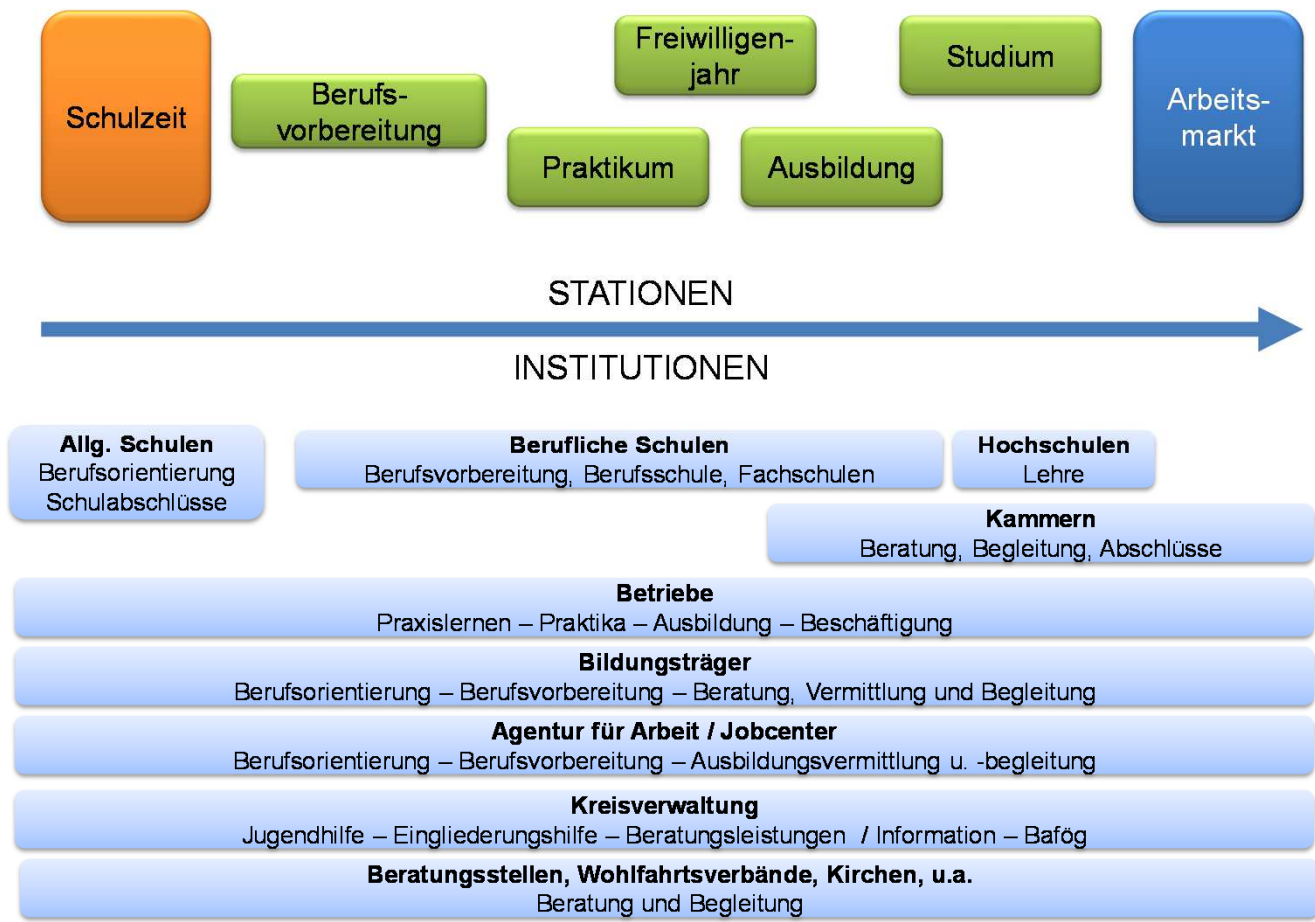 Schulzeit
Berufs-
vorbereitung
Freiwilligen-
jahr
Praktikum
Ausbildung
Studium
Arbeits-
markt
STATIONEN
INSTITUTIONEN
Allg. Schulen
Berufsorientierung
Schulabschlüsse
Berufliche Schulen
Berufsvorbereitung, Berufsschule, Fachschulen
Hochschulen
Lehre
Kammern
Beratung, Begleitung, Abschlüsse
Betriebe
Praxislernen – Praktika – Ausbildung – Beschäftigung
Bildungsträger
Berufsorientierung – Berufsvorbereitung – Beratung, Vermittlung und Begleitung
Agentur für Arbeit / Jobcenter
Berufsorientierung – Berufsvorbereitung – Ausbildungsvermittlung u. -begleitung
Kreisverwaltung
Jugendhilfe – Eingliederungshilfe – Beratungsleistungen / Information – Bafög
Beratungsstellen, Wohlfahrtsverbände, Kirchen, u.a.
Beratung und Begleitung